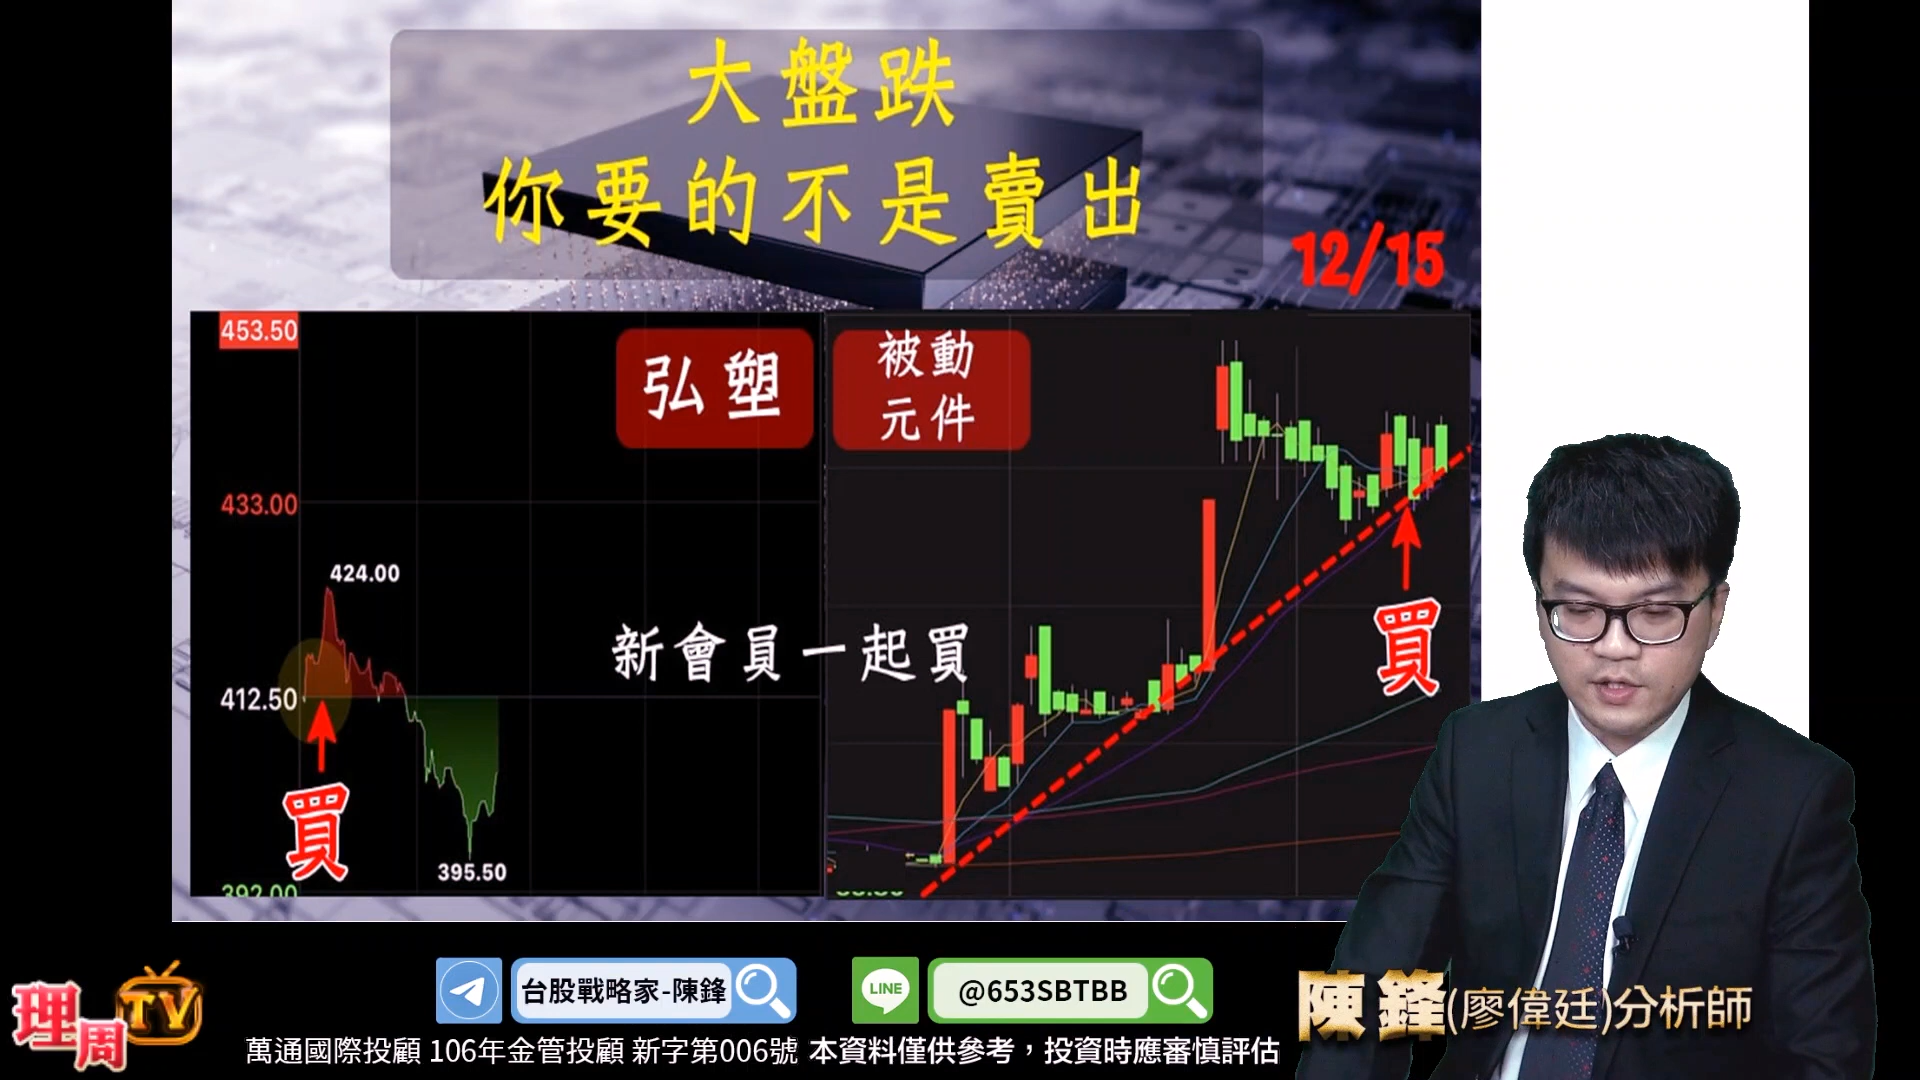 大盤跌
你要的不是賣出
12/15
453.50
弘塑
433.00
424.00
412.50
買
395.50
392.00
被動
元件
新會員一起買
買
理周TV
台股戰略家-陳鋒
LINE
@653SBTBB
陳鋒(廖偉廷)分析師
萬通國際投顧 106年金管投顧 新字第006號 本資料僅供參考，投資時應審慎評估